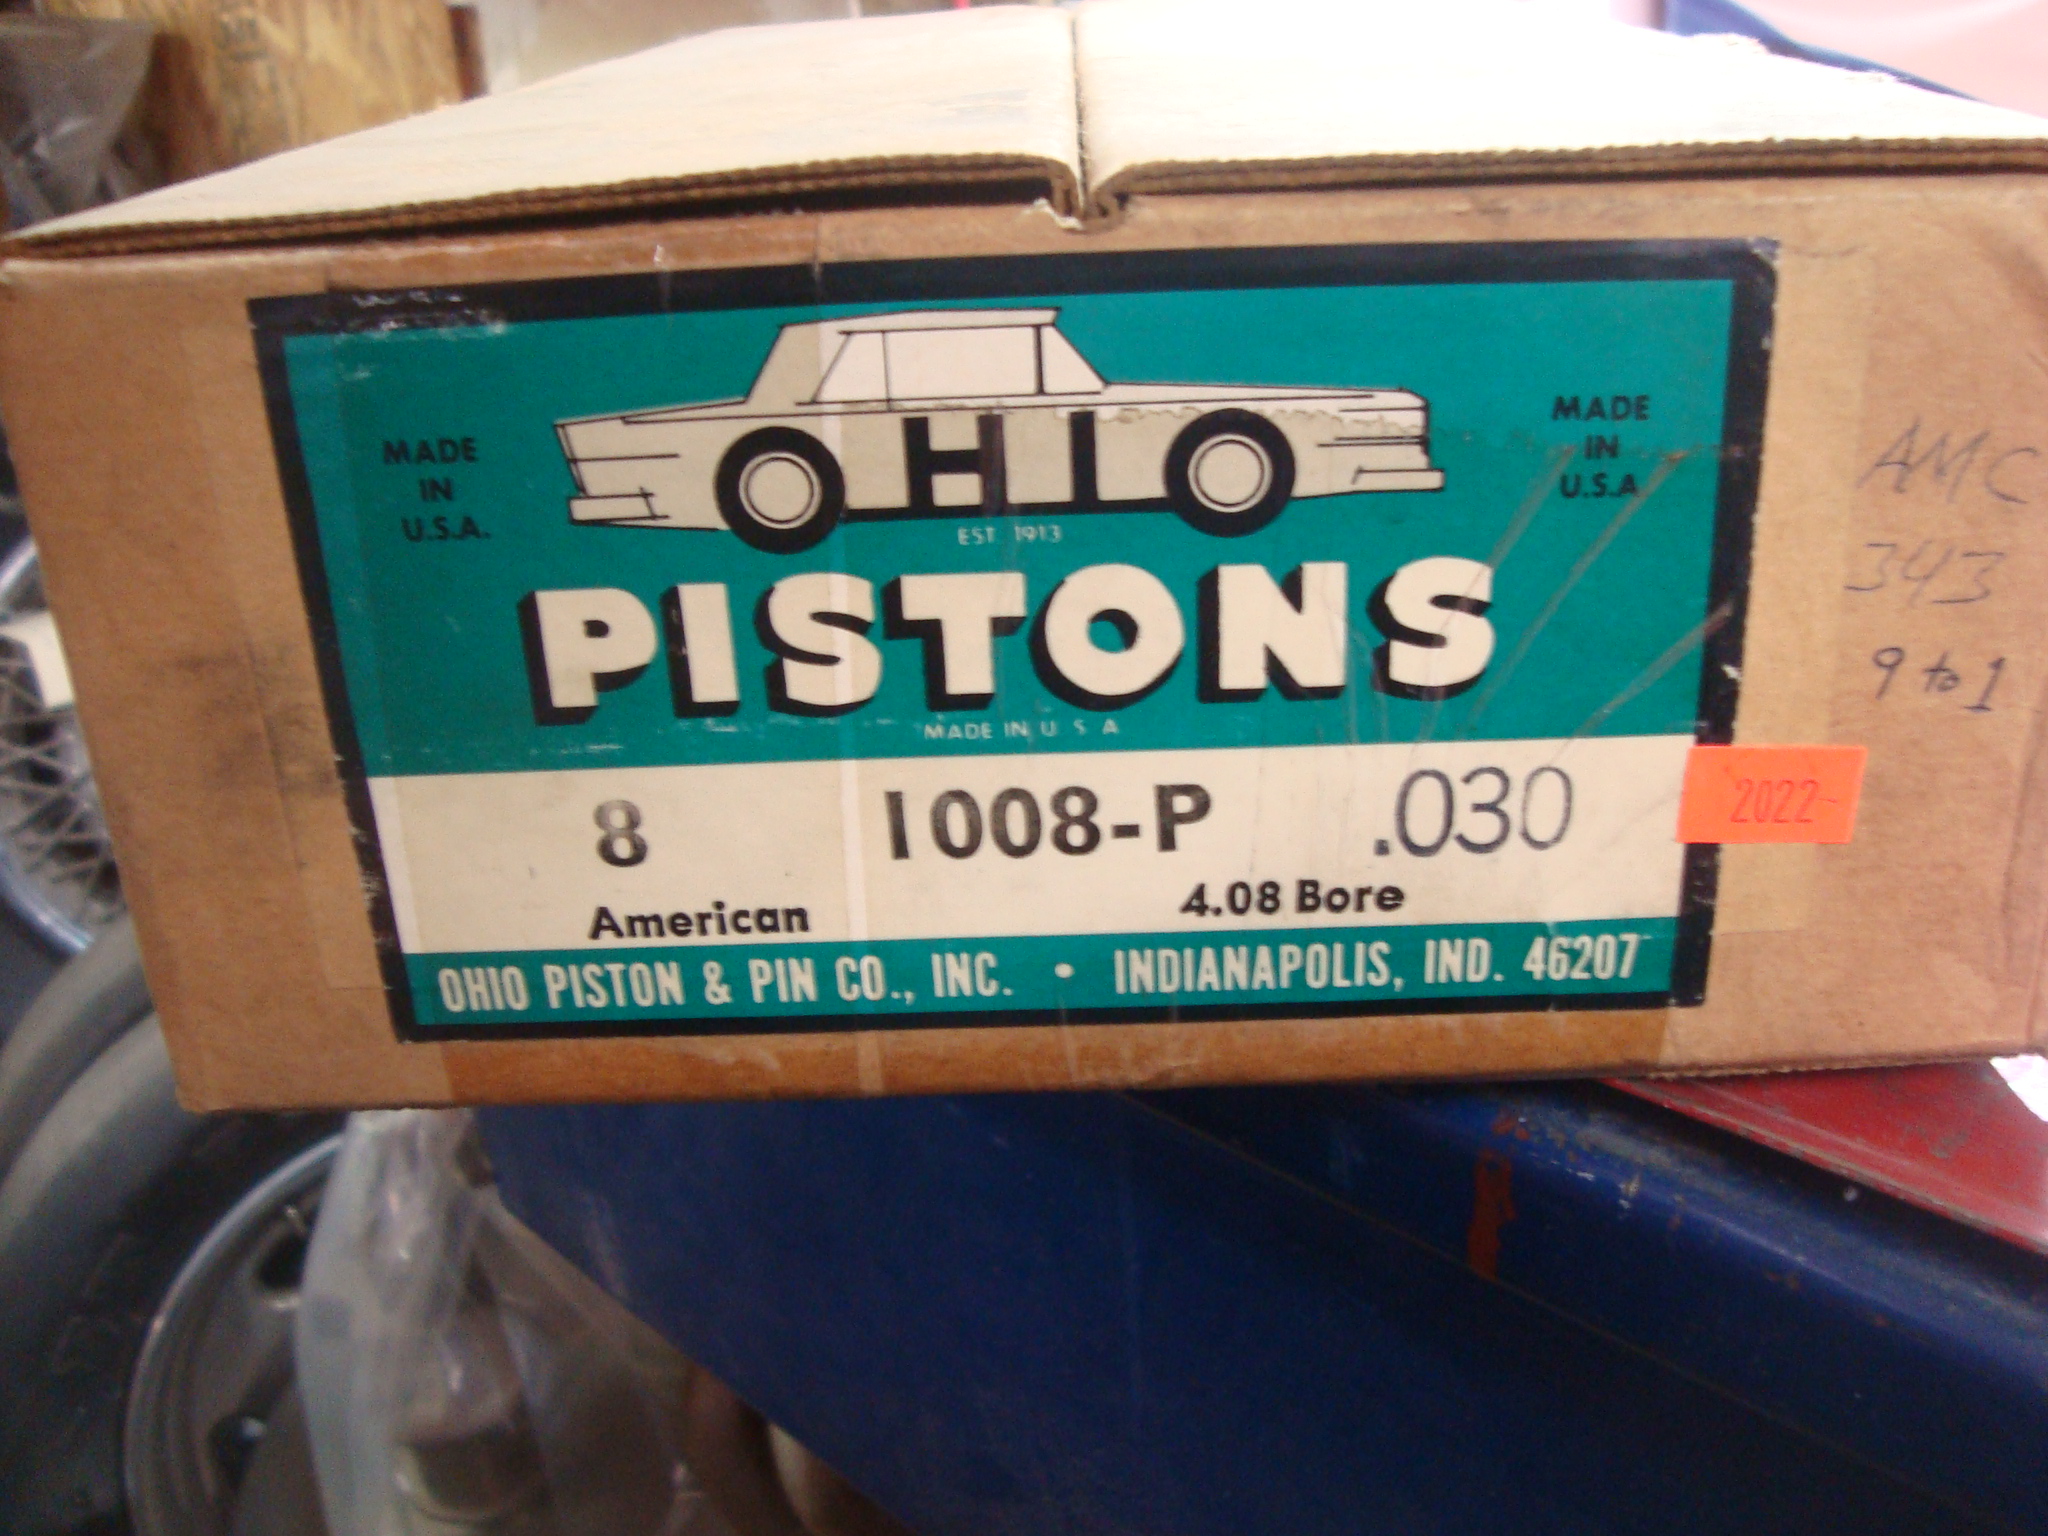 MADE
IN
U.S.A.
OHIO
EST. 1913
MADE
IN
U.S.A
PISTONS
MADE IN U S A
8 1008-P .030
American 4.08 Bore
OHIO PISTON & PIN CO., INC. • INDIANAPOLIS, IND. 46207
AMC
343
9 to 1
2022-